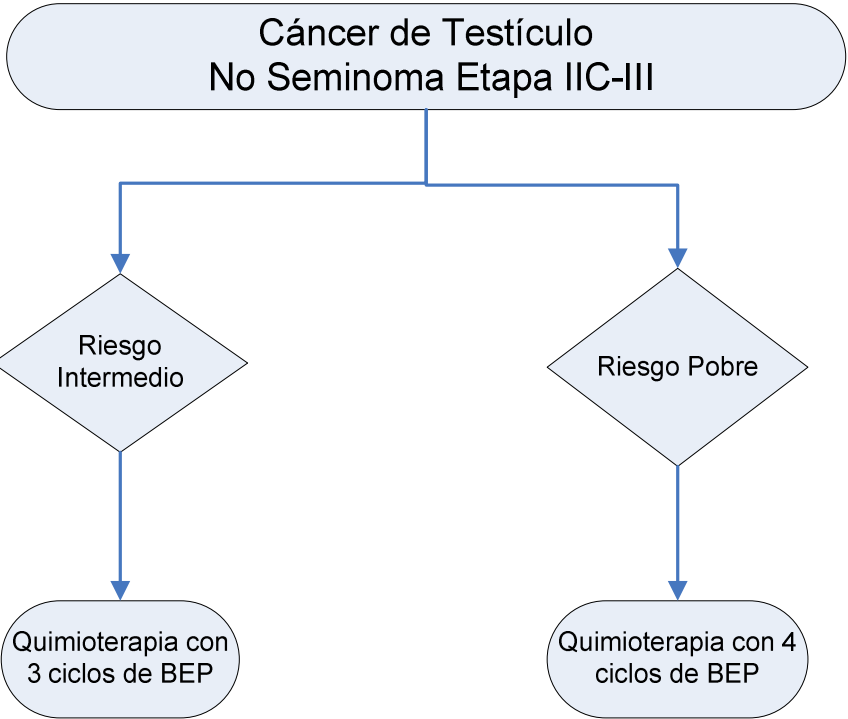 Cáncer de Testículo
No Seminoma Etapa IIC-III
Riesgo
Intermedio
Riesgo Pobre
Quimioterapia con
3 ciclos de BEP
Quimioterapia con 4
ciclos de BEP